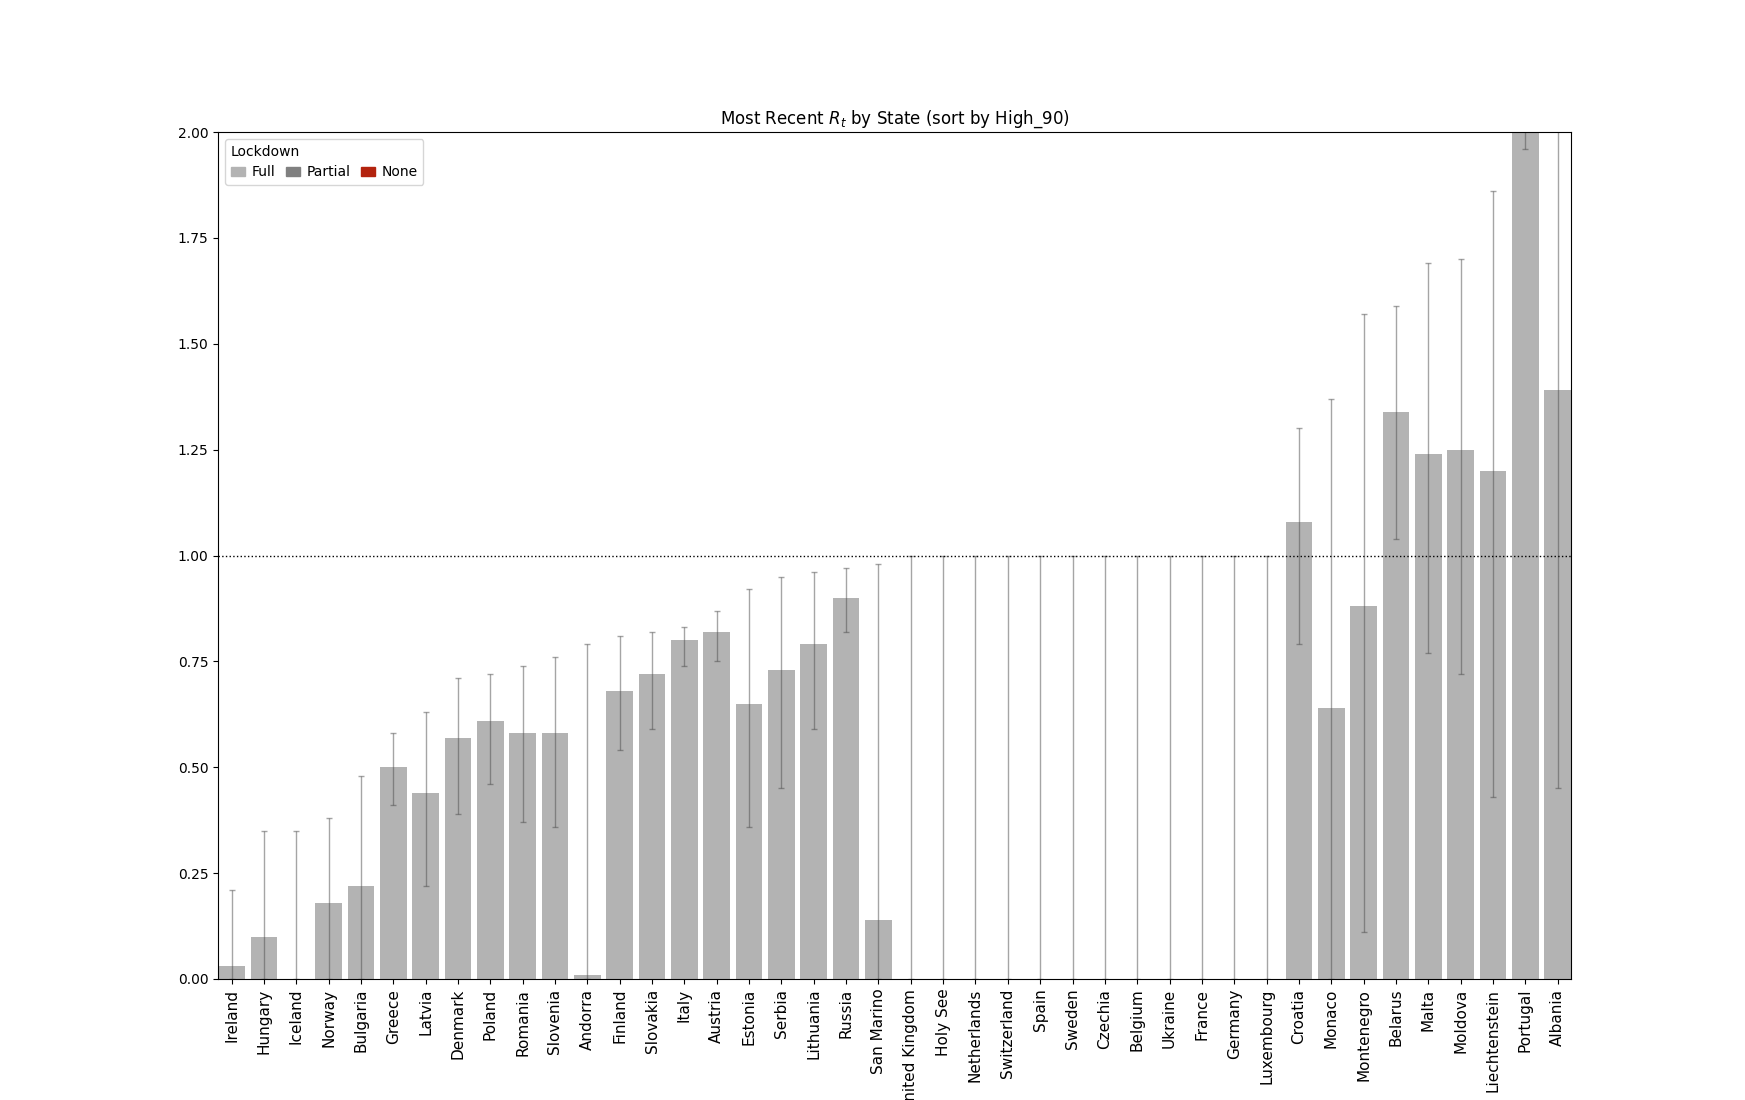 Most Recent R_t by State (sort by High_90)
Lockdown
Full Partial None
2.00
1.75
1.50
1.25
1.00
0.75
0.50
0.25
0.00
Ireland
Hungary
Iceland
Norway
Bulgaria
Greece
Latvia
Denmark
Poland
Romania
Slovenia
Andorra
Finland
Slovakia
Italy
Austria
Estonia
Serbia
Lithuania
Russia
San Marino
nited Kingdom
Holy See
Netherlands
Switzerland
Spain
Sweden
Czechia
Belgium
Ukraine
France
Germany
Luxembourg
Croatia
Monaco
Montenegro
Belarus
Malta
Moldova
Liechtenstein
Portugal
Albania